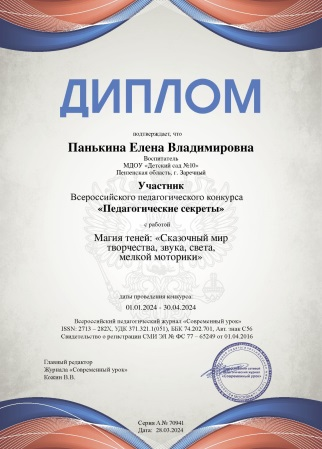 ДИПЛОМ
подтверждает, что
Панькина Елена Владимировна
Воспитатель
МДОУ «Детский сад №10»
Пензенская область, г. Заречный
Участник
Всероссийского педагогического конкурса
«Педагогические секреты»
с работой
Магия теней: «Сказочный мир
творчества, звука, света,
мелкой моторики»
даты проведения конкурса:
01.01.2024 - 30.04.2024
Всероссийский педагогический журнал «Современный урок»
ISSN: 2713 – 282X, УДК 371.321.1(051), ББК 74.202.701, Авт. знак С56
Свидетельство о регистрации СМИ ЭЛ № ФС 77 – 65249 от 01.04.2016
Главный редактор
Журнала «Современный урок»
Кожин В.В.
«Современный урок»
Серия А № 70941
Дата: 28.03.2024